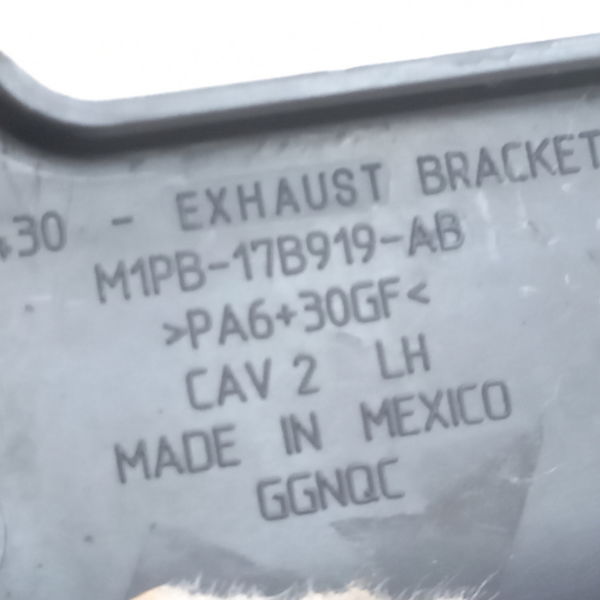 30 - EXHAUST BRACKET
M1PB-17B919-AB
>PA6+30GF<
CAV 2 LH
MADE IN MEXICO
GGNQC